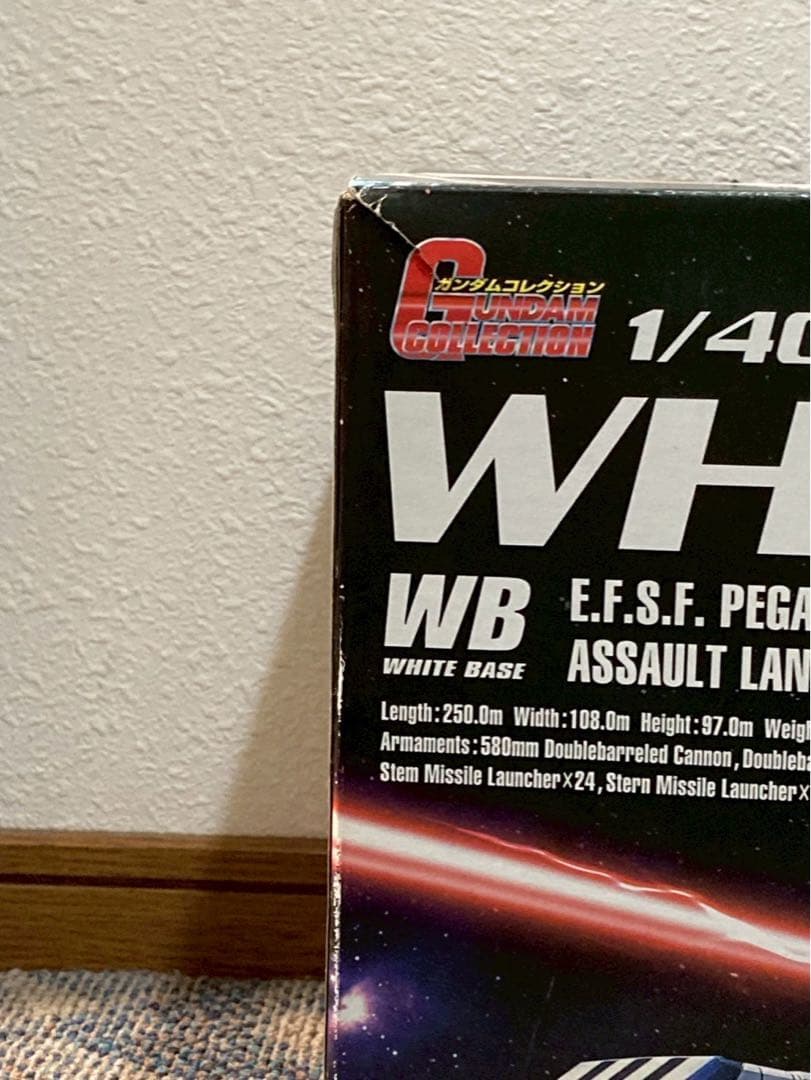 ガンダムコレクション
GUNDAM
COLLECTION
1/40
WH
WB
WHITE BASE
E.F.S.F. PEGA
ASSAULT LAN
Length:250.0m Width:108.0m Height:97.0m Weigh
Armaments:580mm Doublebarreled Cannon, Doubleba
Stem Missile Launcher×24, Stern Missile Launcher×